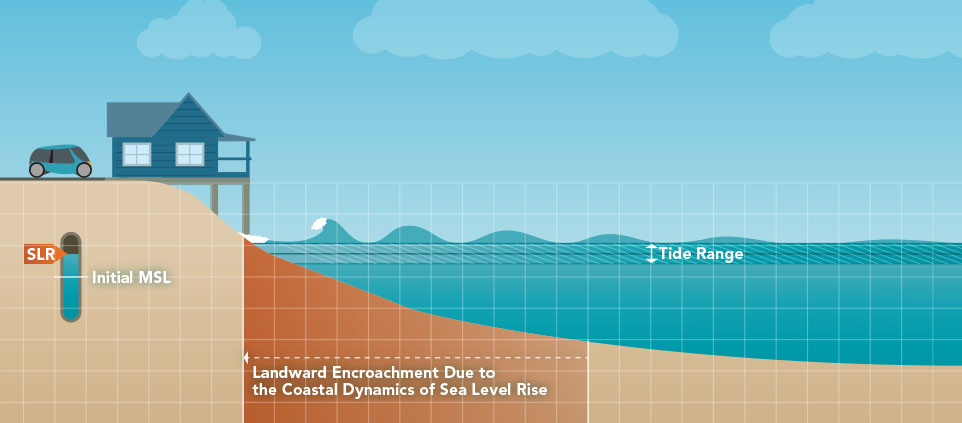 SLR
Initial MSL
Tide Range
Landward Encroachment Due to
the Coastal Dynamics of Sea Level Rise